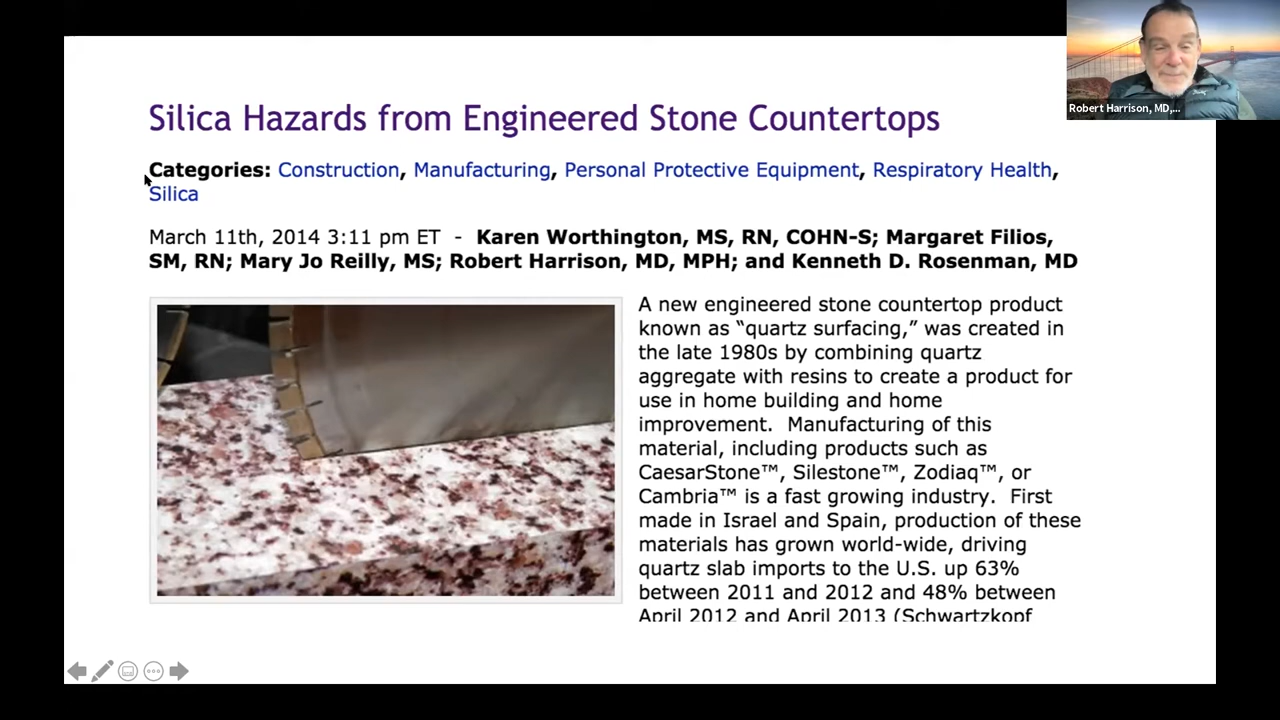 Robert Harrison, MD,...
Silica Hazards from Engineered Stone Countertops
Categories: Construction, Manufacturing, Personal Protective Equipment, Respiratory Health,
Silica
March 11th, 2014 3:11 pm ET - Karen Worthington, MS, RN, COHN-S; Margaret Filios,
SM, RN; Mary Jo Reilly, MS; Robert Harrison, MD, MPH; and Kenneth D. Rosenman, MD
A new engineered stone countertop product
known as “quartz surfacing,” was created in
the late 1980s by combining quartz
aggregate with resins to create a product for
use in home building and home
improvement. Manufacturing of this
material, including products such as
CaesarStone™, Silestone™, Zodiaq™, or
Cambria™ is a fast growing industry. First
made in Israel and Spain, production of these
materials has grown world-wide, driving
quartz slab imports to the U.S. up 63%
between 2011 and 2012 and 48% between
April 2012 and April 2013 (Schwartzkopf